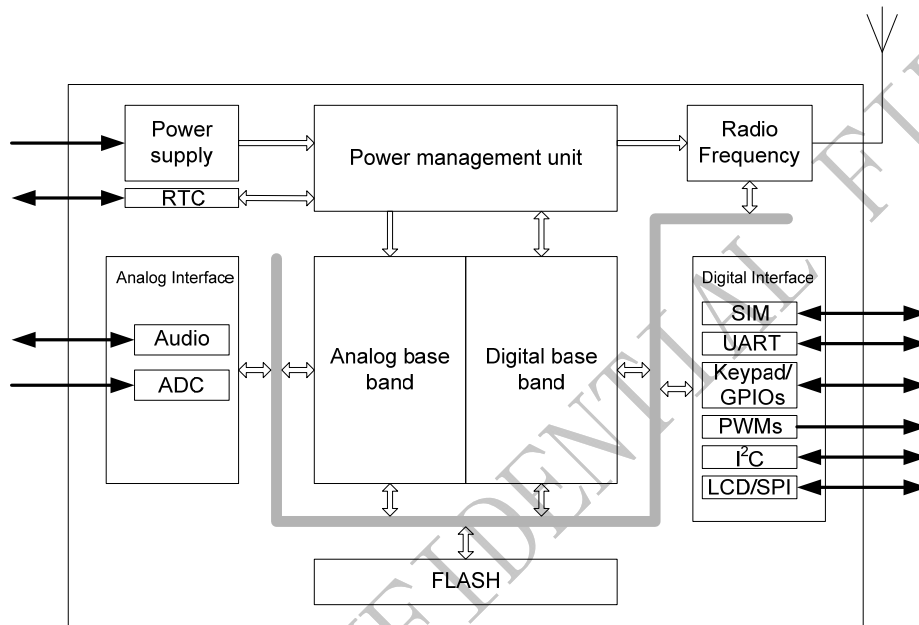 Power
supply
Power management unit
Radio
Frequency
RTC
Analog Interface
Audio
ADC
Analog base
band
Digital base
band
Digital Interface
SIM
UART
Keypad/
GPIOs
PWMs
I²C
LCD/SPI
FLASH